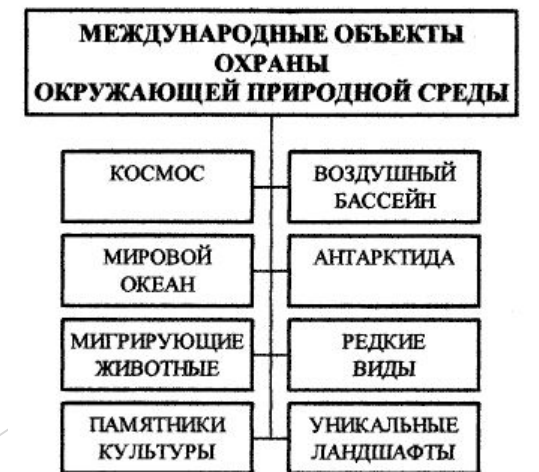 МЕЖДУНАРОДНЫЕ ОБЪЕКТЫ
ОХРАНЫ
ОКРУЖАЮЩЕЙ ПРИРОДНОЙ СРЕДЫ
КОСМОС
ВОЗДУШНЫЙ
БАССЕЙН
МИРОВОЙ
ОКЕАН
АНТАРКТИДА
МИГРИРУЮЩИЕ
ЖИВОТНЫЕ
РЕДКИЕ
ВИДЫ
ПАМЯТНИКИ
КУЛЬТУРЫ
УНИКАЛЬНЫЕ
ЛАНДШАФТЫ